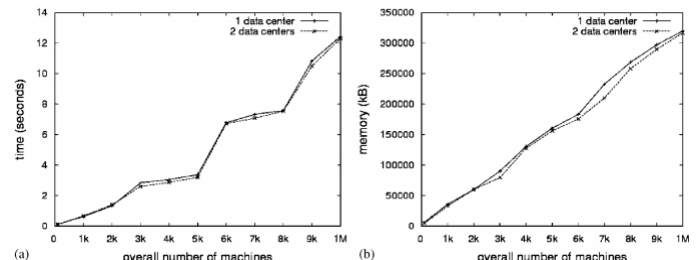 14
12
10
8
6
4
2
0
time (seconds)
1 data center
2 data centers
0 1k 2k 3k 4k 5k 6k 7k 8k 9k 1M
(a) overall number of machines
350000
300000
250000
200000
150000
100000
50000
0
memory (kB)
1 data center
2 data centers
0 1k 2k 3k 4k 5k 6k 7k 8k 9k 1M
(b) overall number of machines